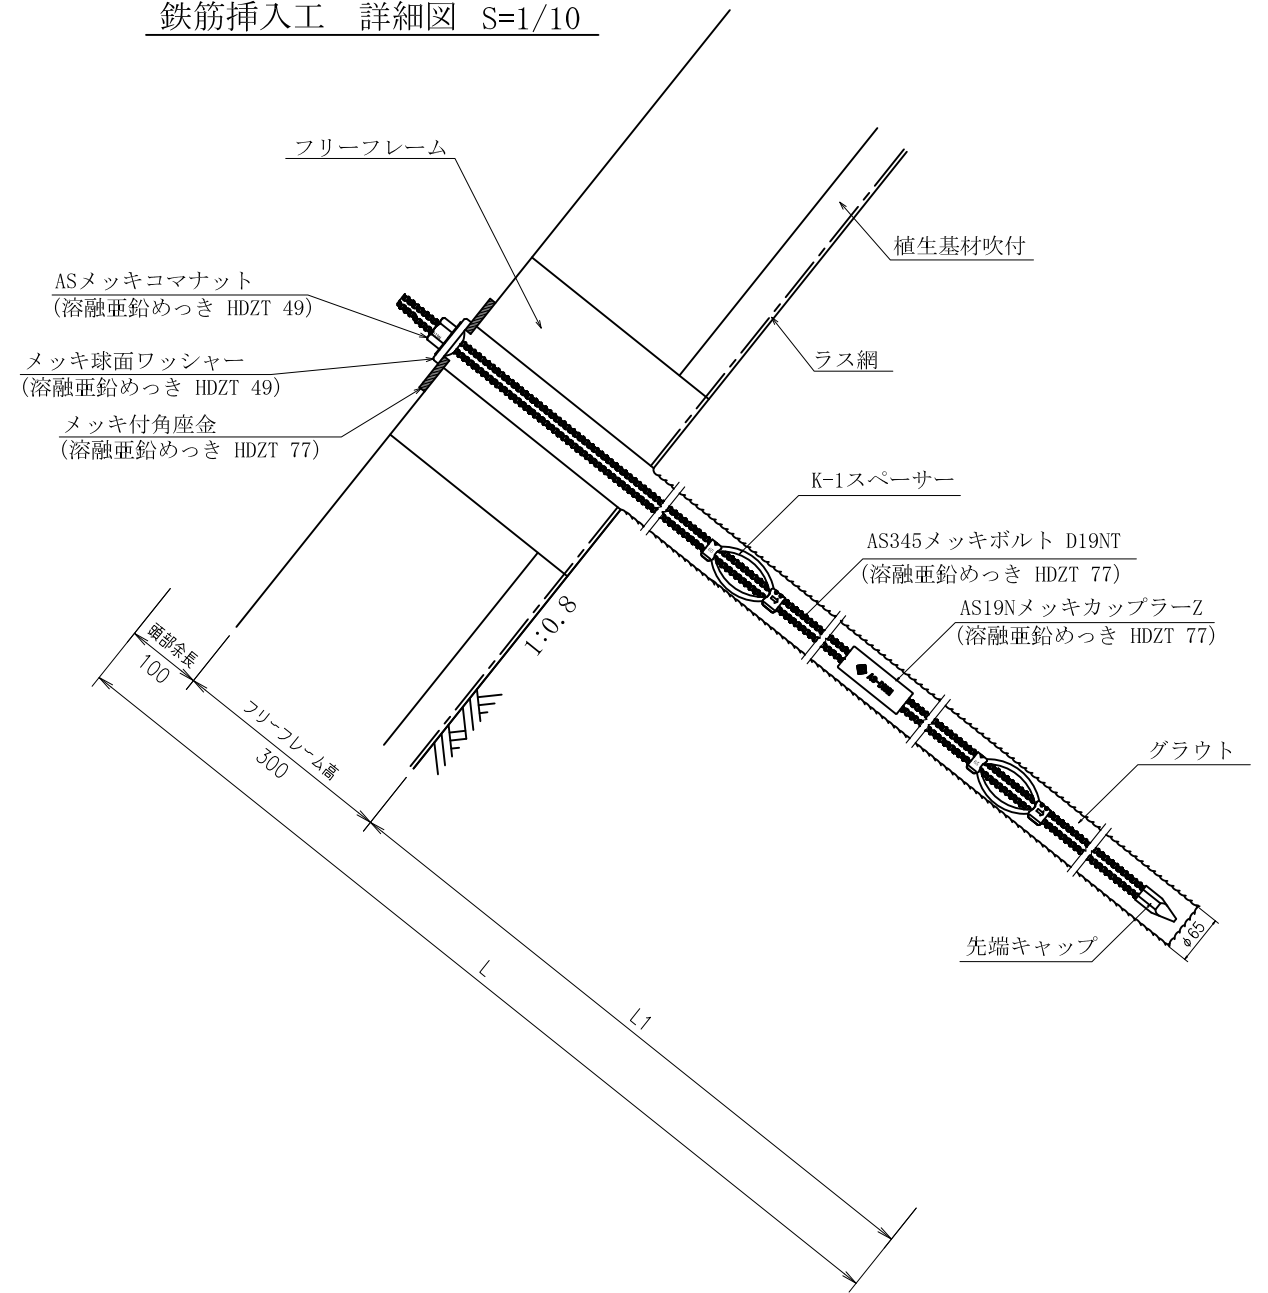 鉄筋挿入工　詳細図 S=1/10
フリーフレーム
植生基材吹付
ASメッキコマナット
(溶融亜鉛めっき HDZT 49)
ラス網
メッキ球面ワッシャー
(溶融亜鉛めっき HDZT 49)
メッキ付角座金
(溶融亜鉛めっき HDZT 77)
K-1スペーサー
AS345メッキボルト D19NT
(溶融亜鉛めっき HDZT 77)
AS19NメッキカップラーZ
(溶融亜鉛めっき HDZT 77)
1:0.8
頭部余長
100
フリーフレーム高
300
グラウト
先端キャップ
φ65
L
L1